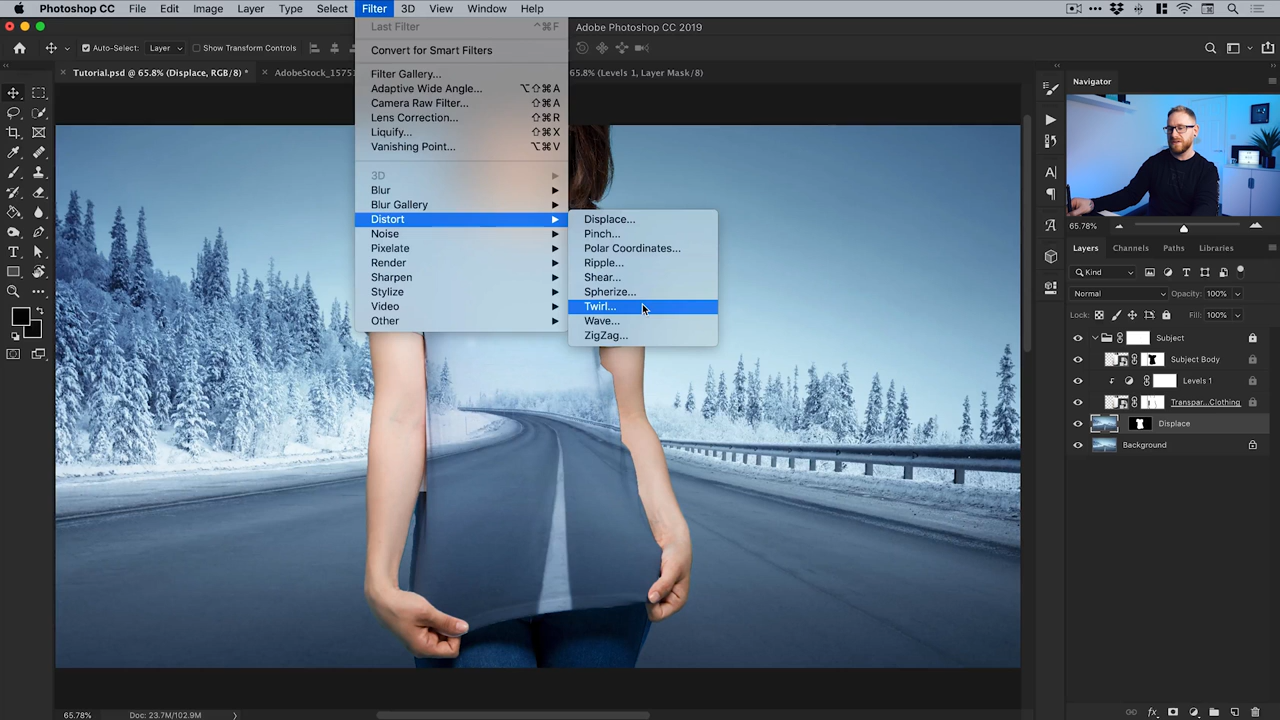 Photoshop CC File Edit Image Layer Type Select Filter 3D View Window Help
Last Filter ^⌘F
Adobe Photoshop CC 2019
Auto-Select: Layer Show Transform Controls
Convert for Smart Filters
Tutorial.psd @ 65.8% (Displace, RGB/8) *
AdobeStock_1575
65.8% (Levels 1, Layer Mask/8)
Filter Gallery...
Adaptive Wide Angle... ⌥⇧⌘A
Camera Raw Filter... ⇧⌘A
Lens Correction... ⇧⌘R
Liquify... ⇧⌘X
Vanishing Point... ⌥⌘V
3D
Blur
Blur Gallery
Distort
Noise
Pixelate
Render
Sharpen
Stylize
Video
Other
Displace...
Pinch...
Polar Coordinates...
Ripple...
Shear...
Spherize...
Twirl...
Wave...
ZigZag...
Navigator
65.78%
Layers Channels Paths Libraries
Kind
Normal Opacity: 100%
Lock: Fill: 100%
Subject
Subject Body
Levels 1
Transpar...Clothing
Displace
Background
65.78% Doc: 23.7M/102.9M